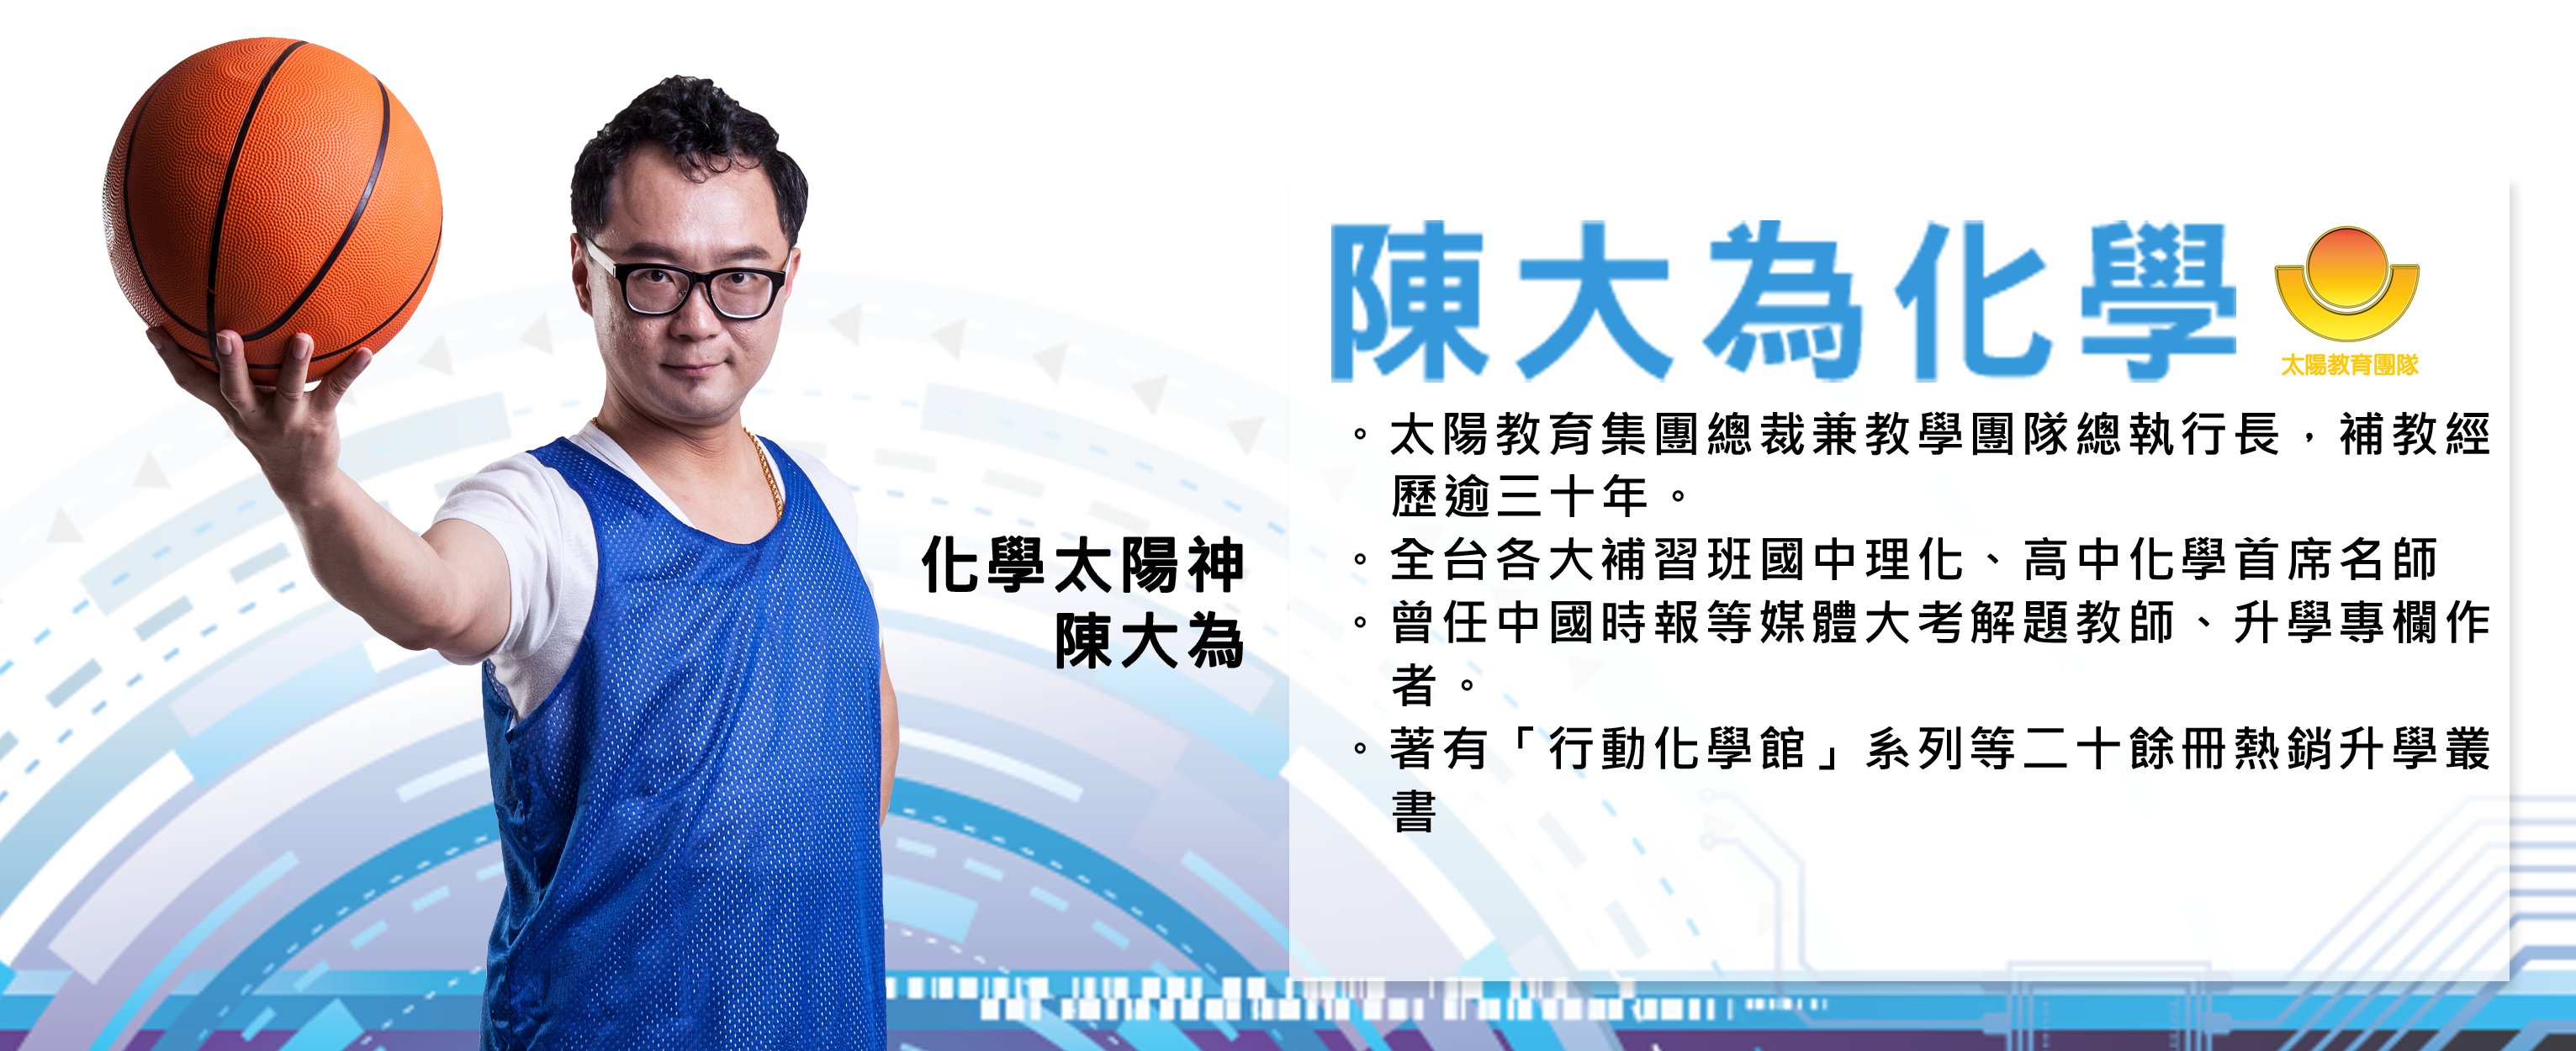 陳大為化學
太陽教育團隊
。太陽教育集團總裁兼教學團隊總執行長，補教經
歷逾三十年。
。全台各大補習班國中理化、高中化學首席名師
。曾任中國時報等媒體大考解題教師、升學專欄作
者。
。著有「行動化學館」系列等二十餘冊熱銷升學叢
書
化學太陽神
陳大為